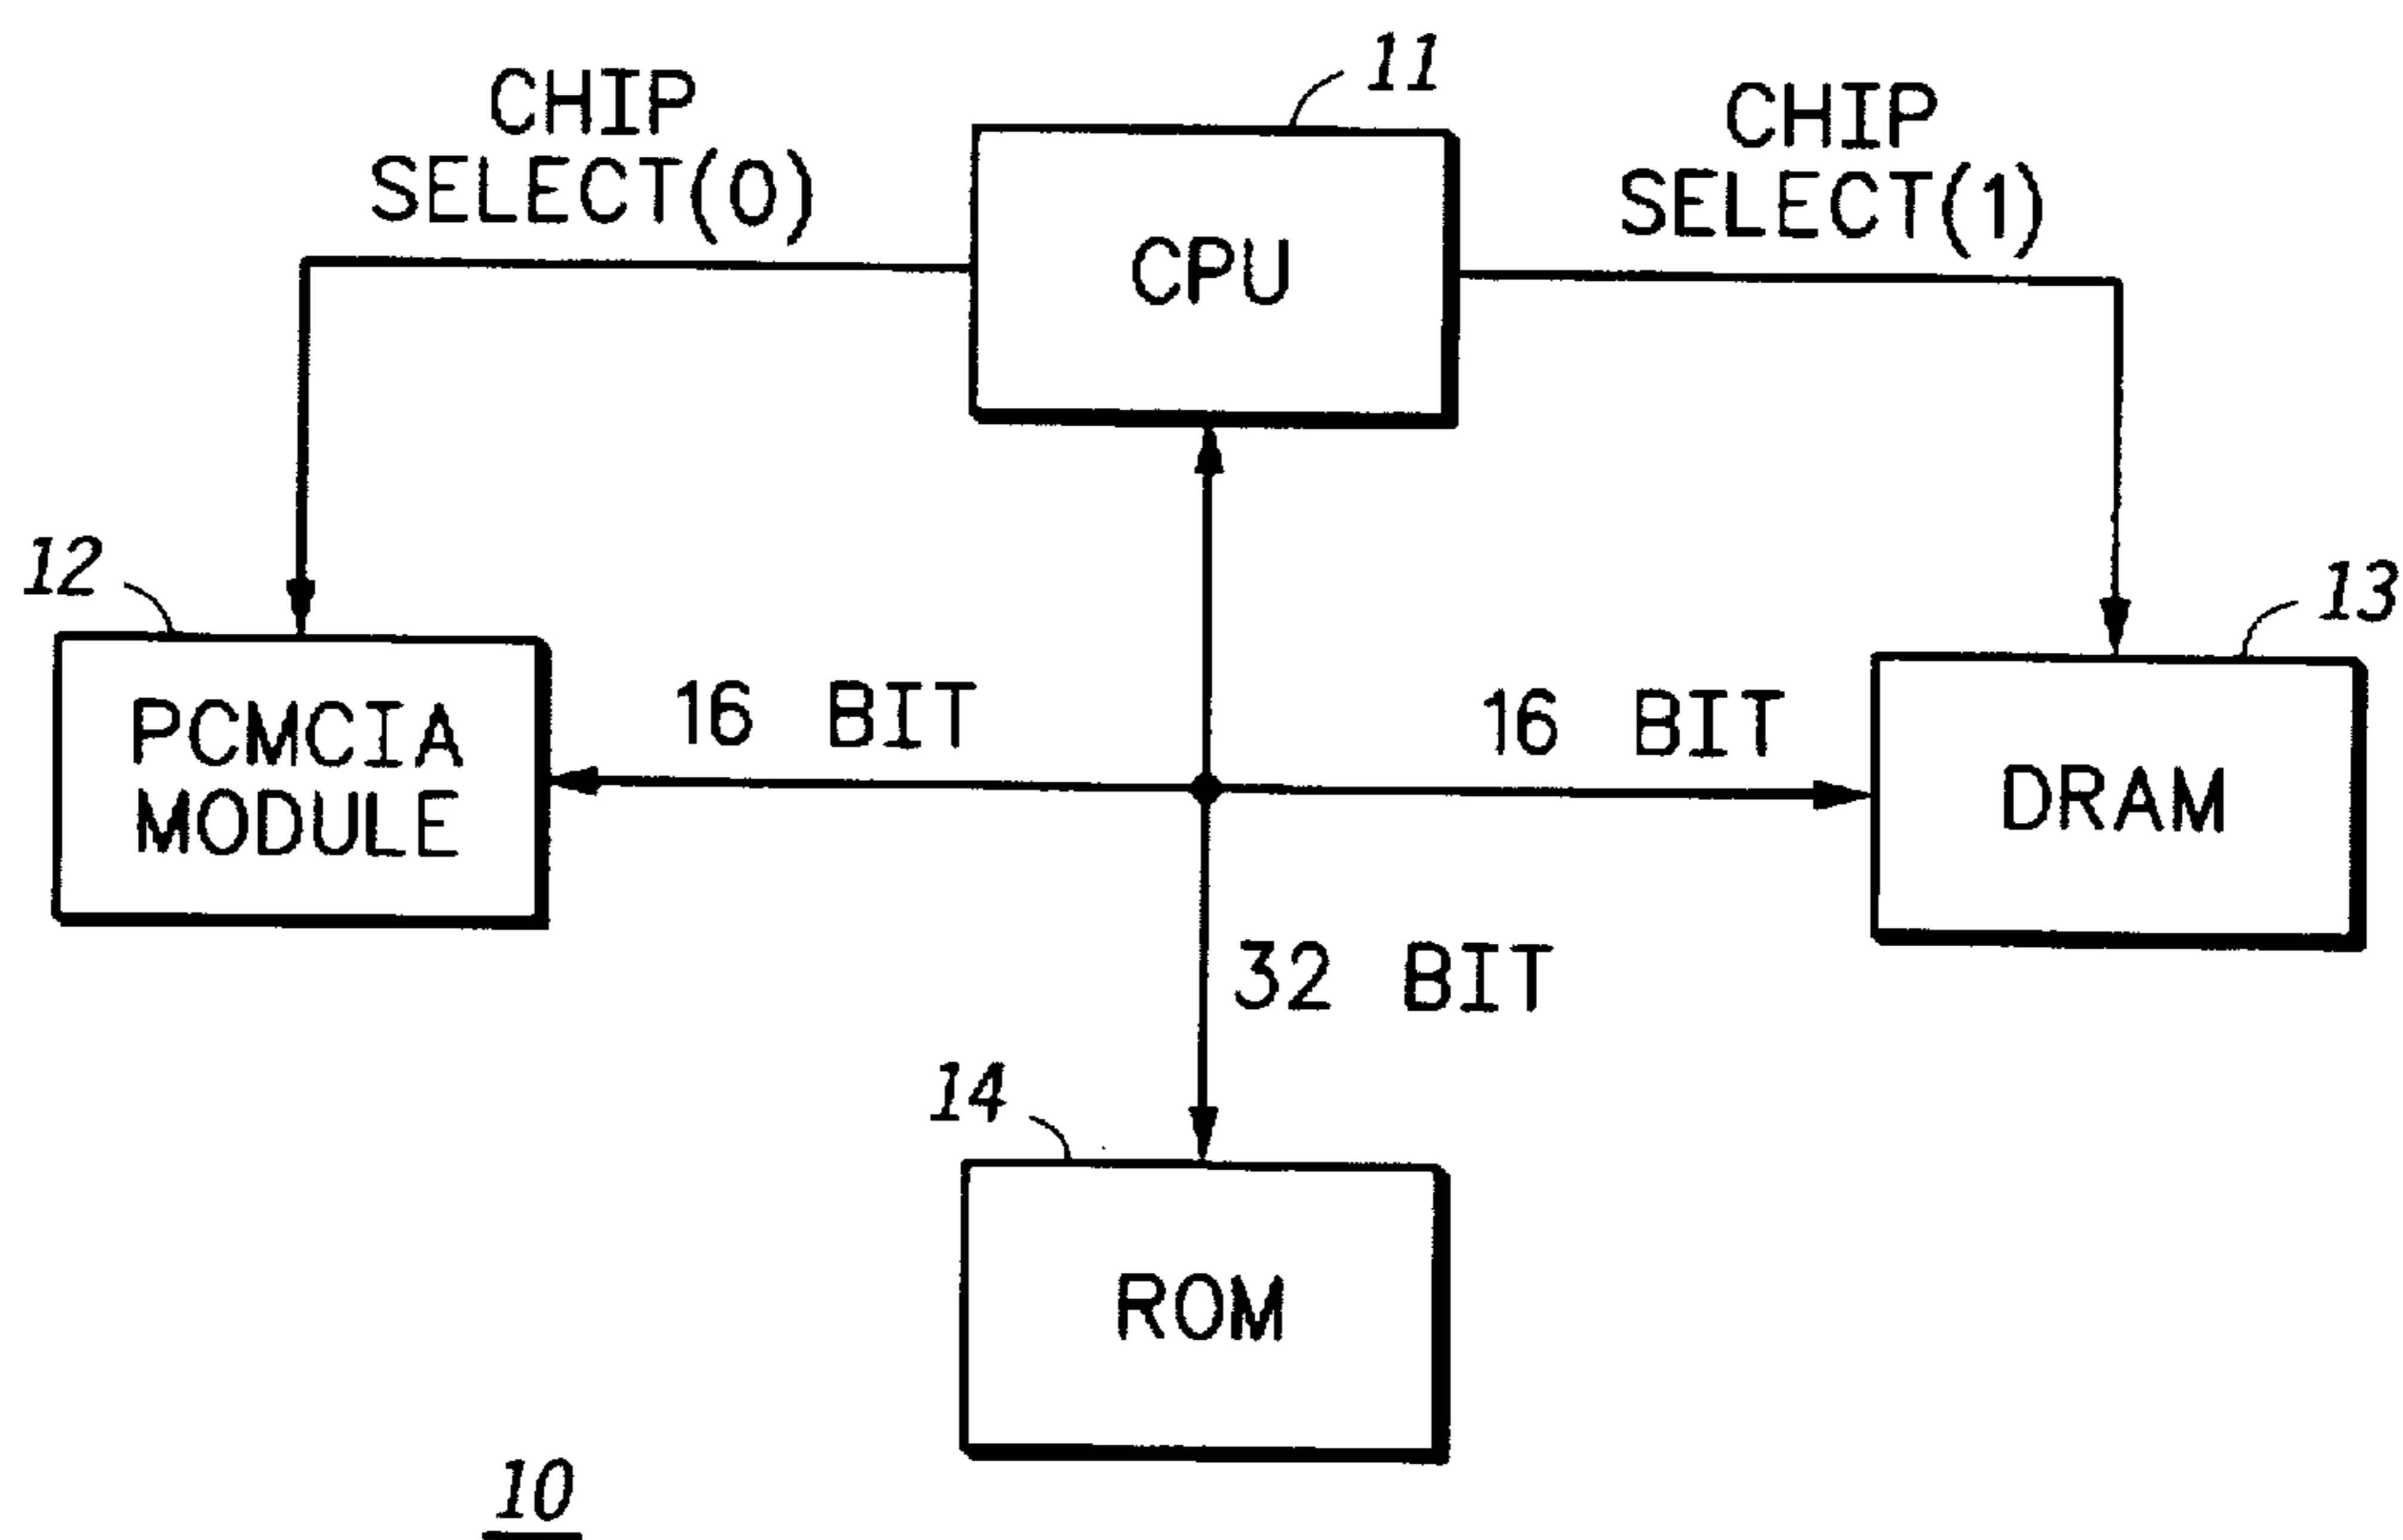 11
CHIP
SELECT(0)
CHIP
SELECT(1)
CPU
12
13
PCMCIA
MODULE
16 BIT
16 BIT
DRAM
32 BIT
14
ROM
10